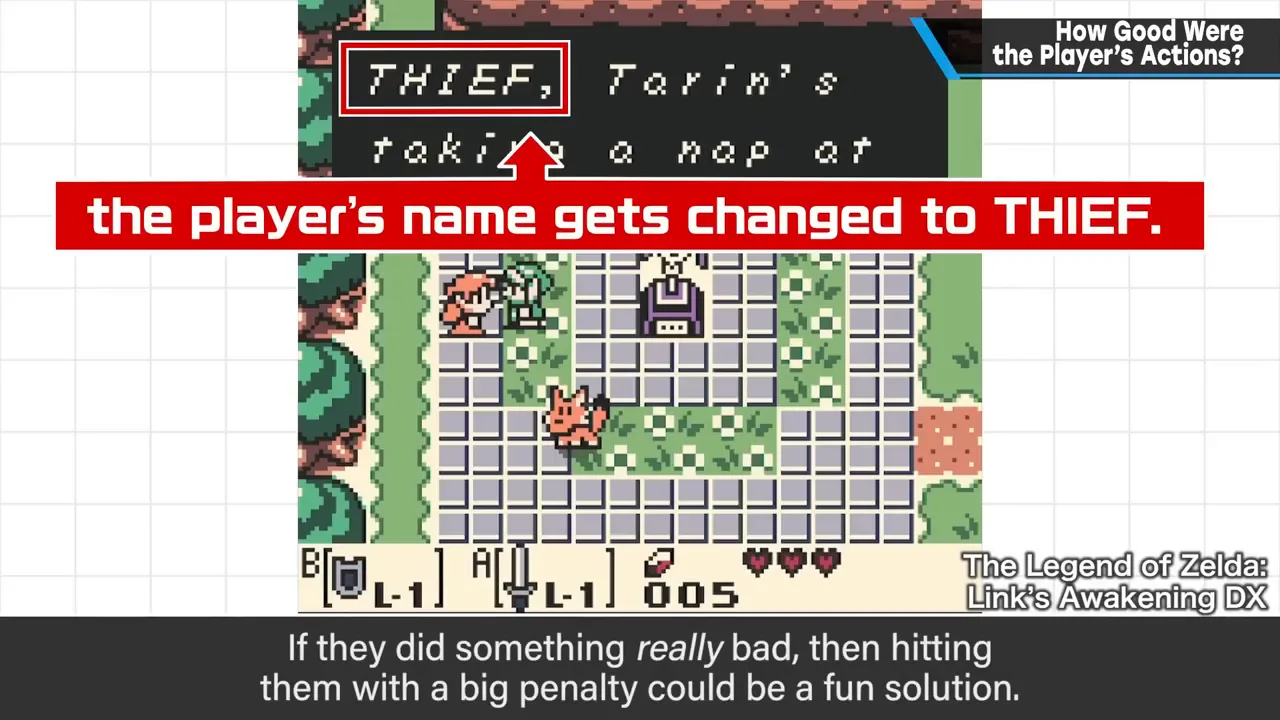 How Good Were
the Player's Actions?
THIEF, Tarin's
taking a nap at
the player's name gets changed to THIEF.
B[ L-1 ] A[ L-1 ] 005
The Legend of Zelda:
Link's Awakening DX
If they did something really bad, then hitting
them with a big penalty could be a fun solution.